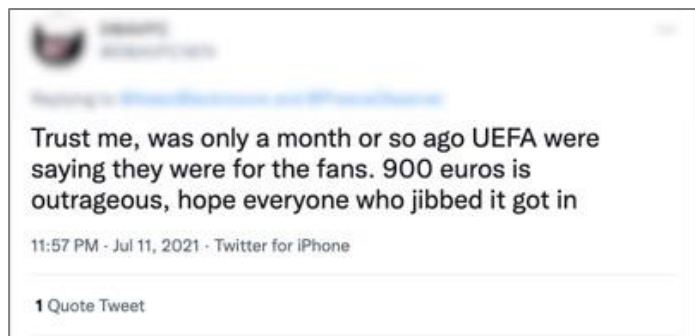 Trust me, was only a month or so ago UEFA were
saying they were for the fans. 900 euros is
outrageous, hope everyone who jibbed it got in
11:57 PM · Jul 11, 2021 · Twitter for iPhone
1 Quote Tweet